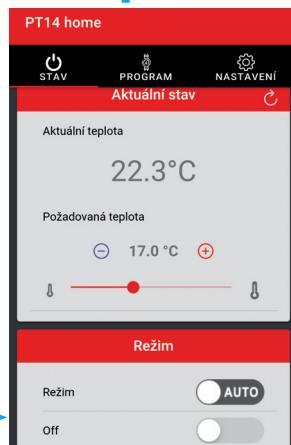 PT14 home
STAV PROGRAM NASTAVENÍ
Aktuální stav
Aktuální teplota
22.3°C
Požadovaná teplota
17.0 °C
Režim
Režim AUTO
Off